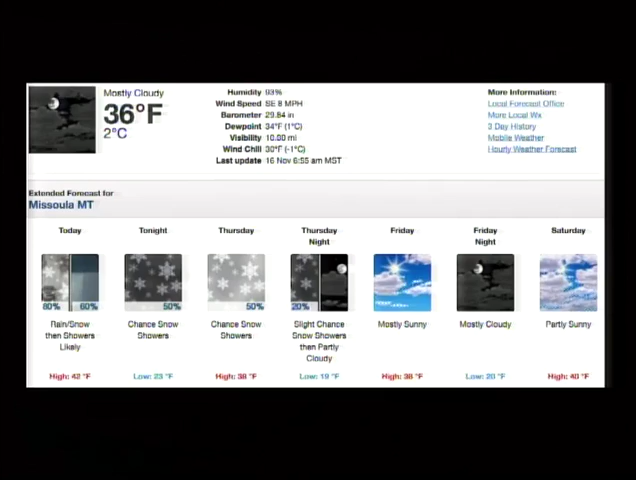 Mostly Cloudy
36°F
2°C
Humidity 93%
Wind Speed SE 8 MPH
Barometer 29.84 in
Dewpoint 34°F (1°C)
Visibility 10.00 mi
Wind Chill 30°F (-1°C)
Last update 16 Nov 6:55 am MST
More Information:
Local Forecast Office
More Local Wx
3 Day History
Mobile Weather
Hourly Weather Forecast
Extended Forecast for
Missoula MT
Today
80% 60%
Rain/Snow
then Showers
Likely
High: 42 °F
Tonight
50%
Chance Snow
Showers
Low: 23 °F
Thursday
50%
Chance Snow
Showers
High: 38 °F
Thursday
Night
20%
Slight Chance
Snow Showers
then Partly
Cloudy
Low: 19 °F
Friday
Mostly Sunny
High: 38 °F
Friday
Night
Mostly Cloudy
Low: 20 °F
Saturday
Partly Sunny
High: 40 °F